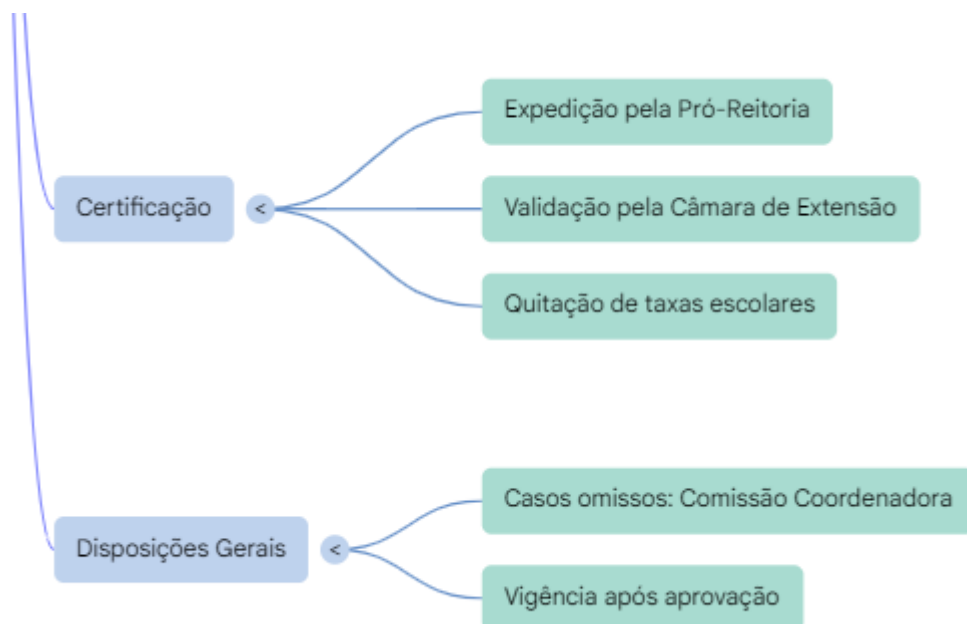 Expedição pela Pró-Reitoria
Certificação
<
Validação pela Câmara de Extensão
Quitação de taxas escolares
Casos omissos: Comissão Coordenadora
Disposições Gerais
<
Vigência após aprovação